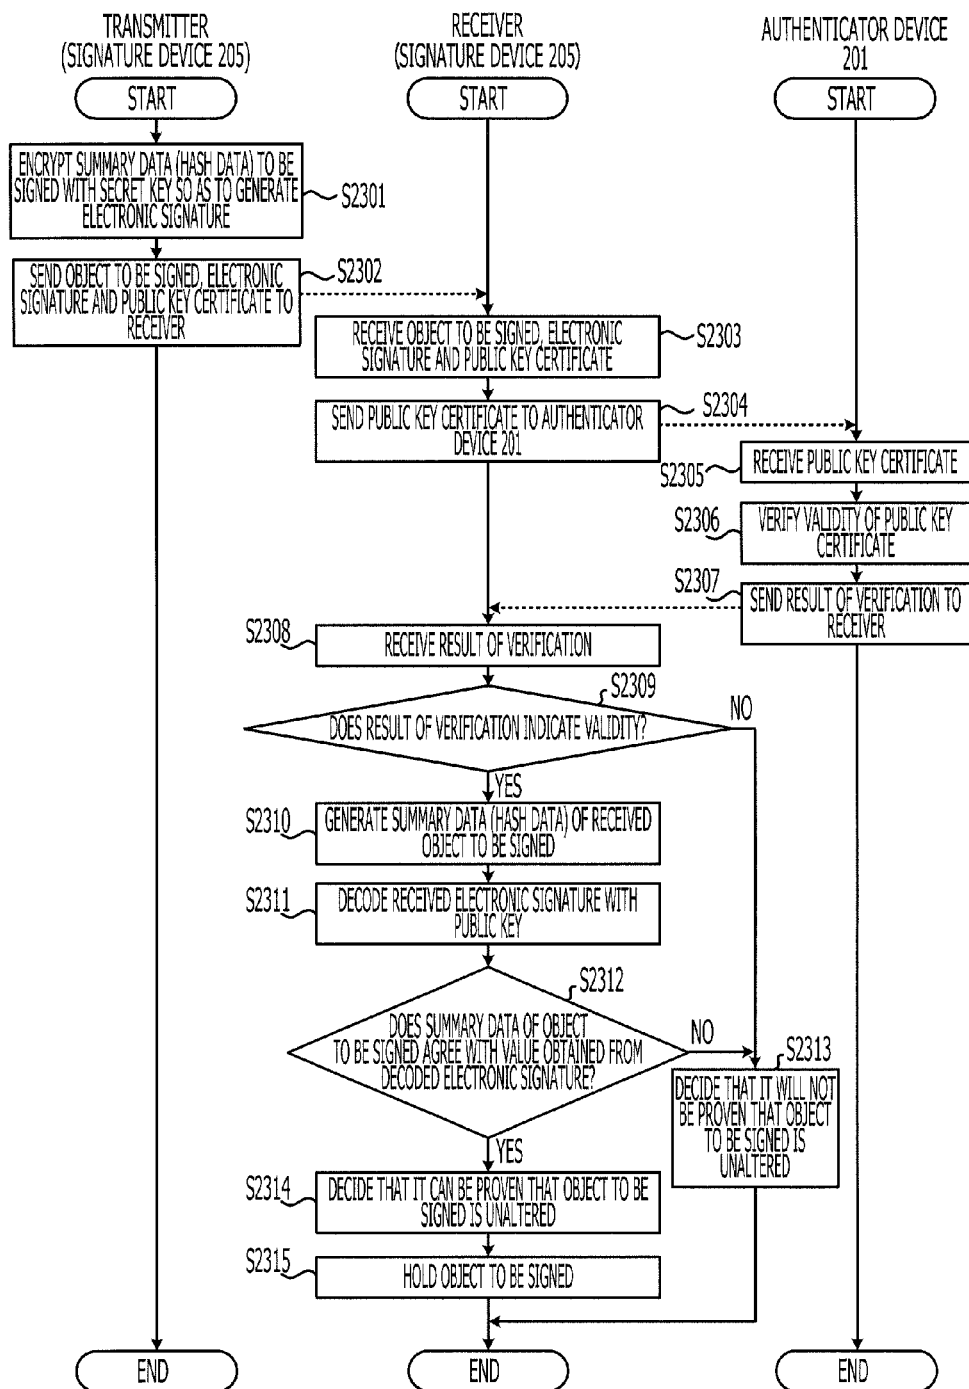 TRANSMITTER
(SIGNATURE DEVICE 205)
RECEIVER
(SIGNATURE DEVICE 205)
AUTHENTICATOR DEVICE
201
START
START
START
ENCRYPT SUMMARY DATA (HASH DATA) TO BE
SIGNED WITH SECRET KEY SO AS TO GENERATE
ELECTRONIC SIGNATURE
S2301
SEND OBJECT TO BE SIGNED, ELECTRONIC
SIGNATURE AND PUBLIC KEY CERTIFICATE TO
RECEIVER
S2302
RECEIVE OBJECT TO BE SIGNED, ELECTRONIC
SIGNATURE AND PUBLIC KEY CERTIFICATE
S2303
SEND PUBLIC KEY CERTIFICATE TO AUTHENTICATOR
DEVICE 201
S2304
RECEIVE PUBLIC KEY CERTIFICATE
S2305
VERIFY VALIDITY OF PUBLIC KEY
CERTIFICATE
S2306
SEND RESULT OF VERIFICATION TO
RECEIVER
S2307
S2308
RECEIVE RESULT OF VERIFICATION
S2309
DOES RESULT OF VERIFICATION INDICATE VALIDITY?
NO
YES
S2310
GENERATE SUMMARY DATA (HASH DATA) OF RECEIVED
OBJECT TO BE SIGNED
S2311
DECODE RECEIVED ELECTRONIC SIGNATURE WITH
PUBLIC KEY
S2312
DOES SUMMARY DATA OF OBJECT
TO BE SIGNED AGREE WITH VALUE OBTAINED FROM
DECODED ELECTRONIC SIGNATURE?
NO
YES
S2313
DECIDE THAT IT WILL NOT
BE PROVEN THAT OBJECT
TO BE SIGNED IS
UNALTERED
S2314
DECIDE THAT IT CAN BE PROVEN THAT OBJECT TO BE
SIGNED IS UNALTERED
S2315
HOLD OBJECT TO BE SIGNED
END
END
END